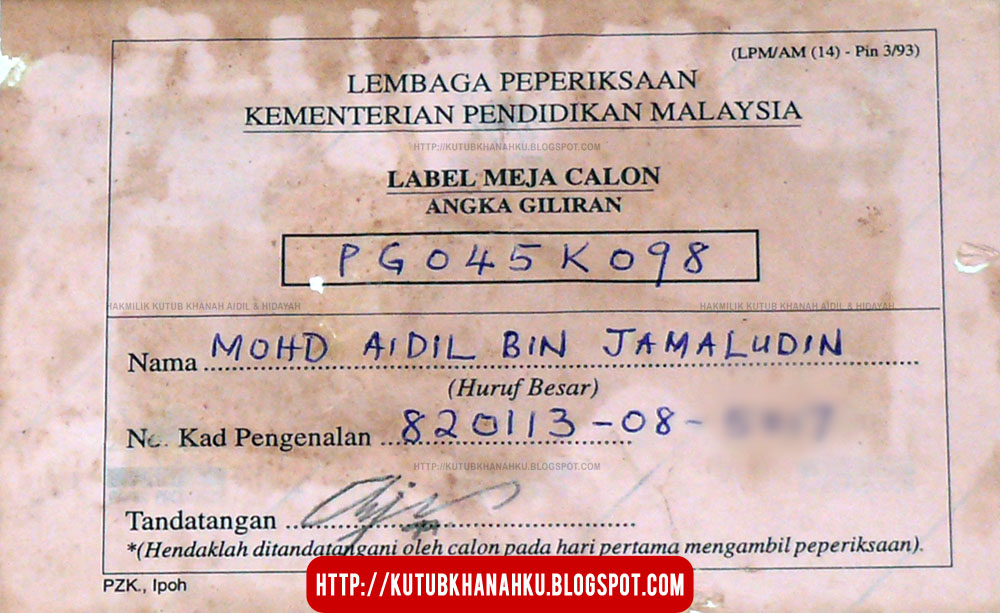 (LPM/AM (14) - Pin 3/93)
LEMBAGA PEPERIKSAAN
KEMENTERIAN PENDIDIKAN MALAYSIA
HTTP://KUTUBKHANAHKU.BLOGSPOT.COM
LABEL MEJA CALON
ANGKA GILIRAN
PG045K098
HAKMILIK KUTUB KHANAH AIDIL & HIDAYAH HAKMILIK KUTUB KHANAH AIDIL & HIDAYAH
Nama MOHD AIDIL BIN JAMALUDIN
(Huruf Besar)
No. Kad Pengenalan 820113-08-
HTTP://KUTUBKHANAHKU.BLOGSPOT.COM
Tandatangan
*(Hendaklah ditandatangani oleh calon pada hari pertama mengambil peperiksaan).
PZK., Ipoh
HTTP://KUTUBKHANAHKU.BLOGSPOT.COM